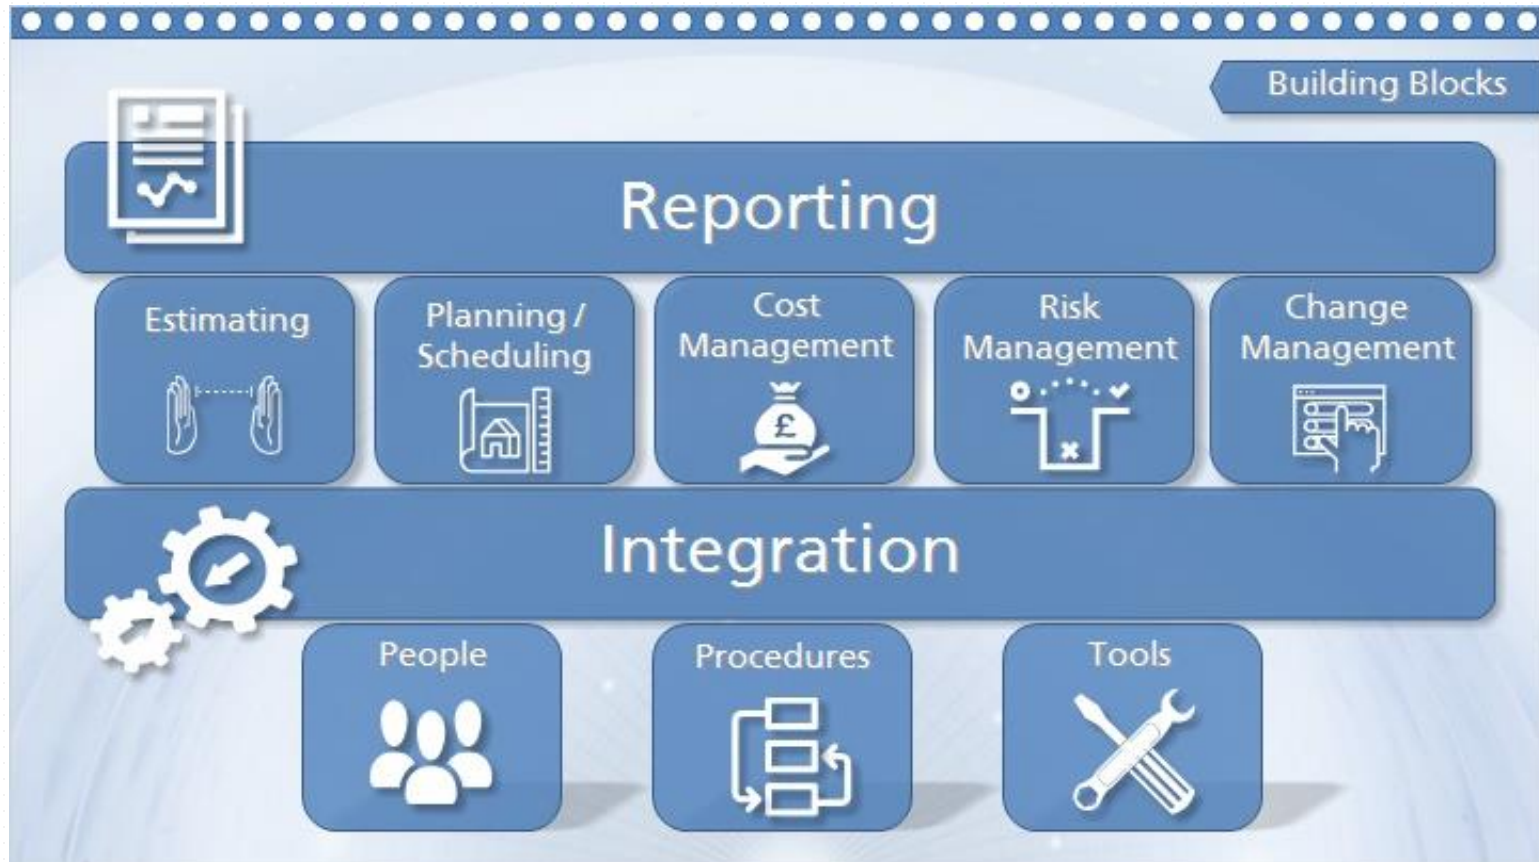 Building Blocks
Reporting
Estimating
Planning /
Scheduling
Cost
Management
£
Risk
Management
Change
Management
Integration
People
Procedures
Tools